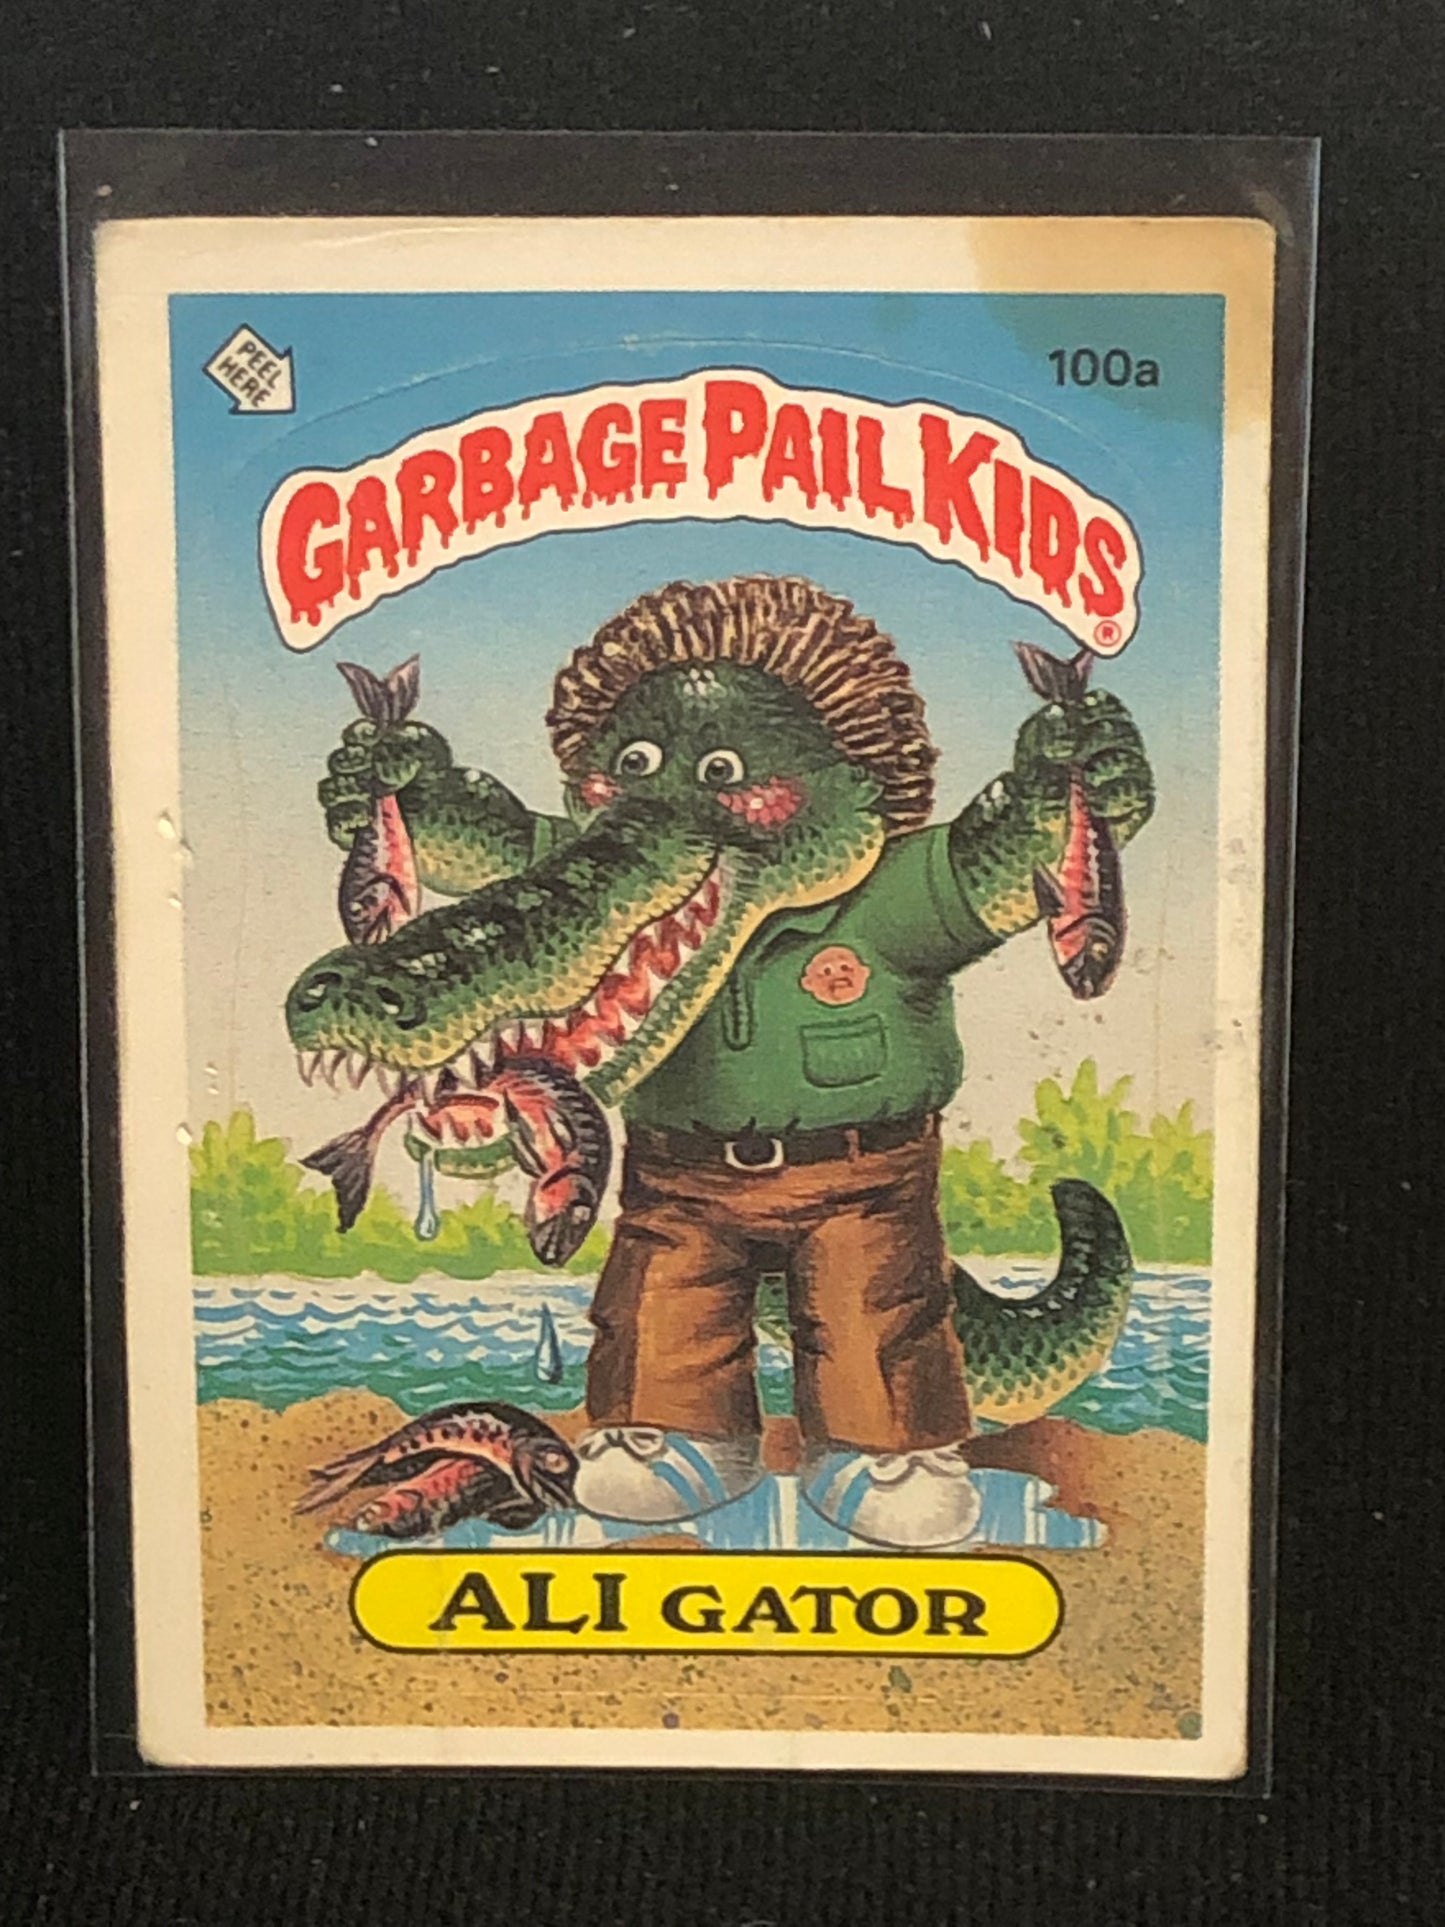 PEEL
HERE
100a
GARBAGE PAIL KIDS
®
ALI GATOR